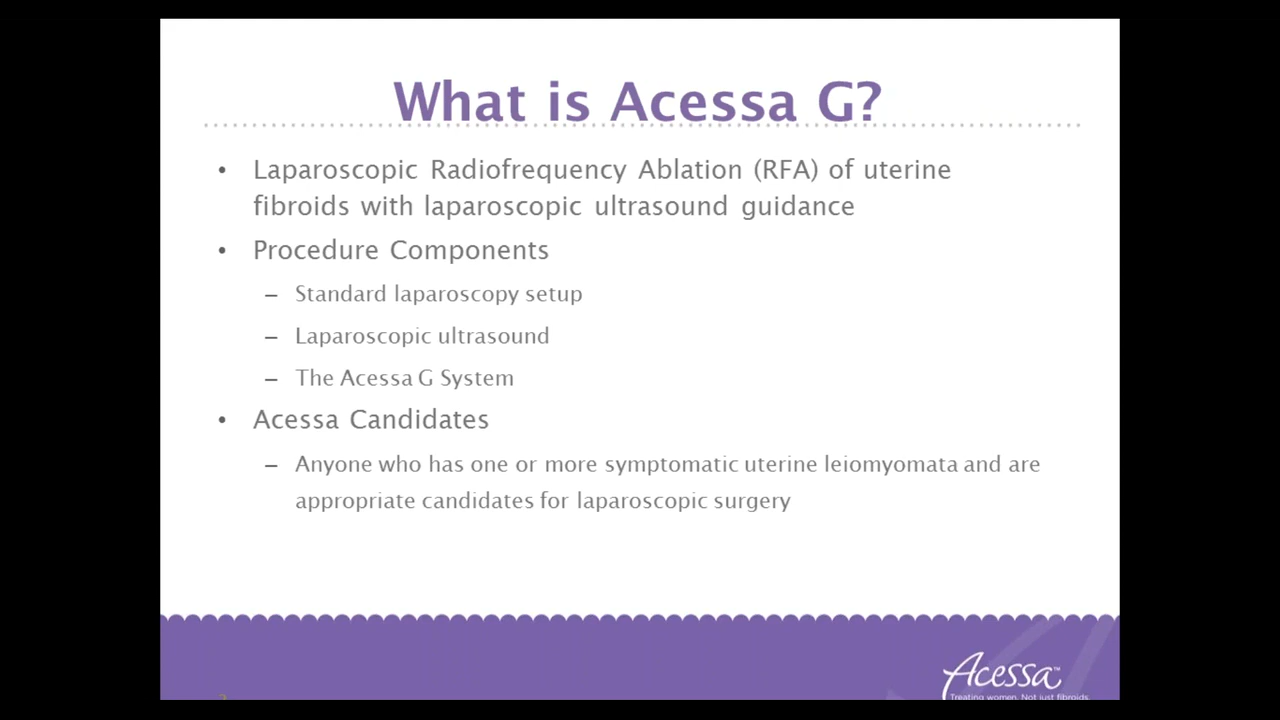 What is Acessa G?
• Laparoscopic Radiofrequency Ablation (RFA) of uterine
fibroids with laparoscopic ultrasound guidance
• Procedure Components
– Standard laparoscopy setup
– Laparoscopic ultrasound
– The Acessa G System
• Acessa Candidates
– Anyone who has one or more symptomatic uterine leiomyomata and are
appropriate candidates for laparoscopic surgery
Acessa™
Treating women. Not just fibroids.